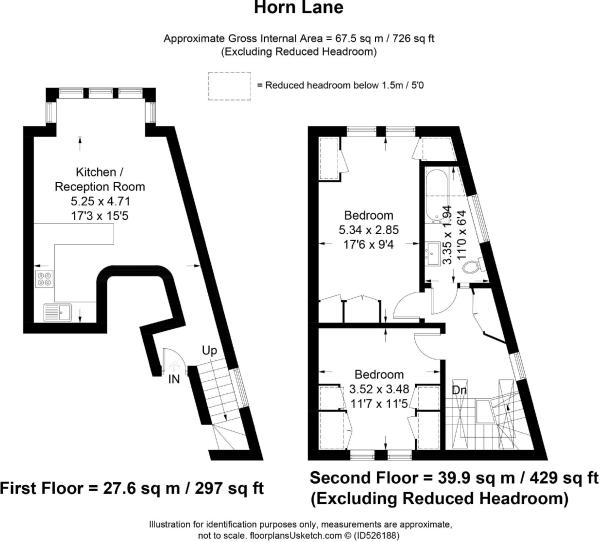 Horn Lane
Approximate Gross Internal Area = 67.5 sq m / 726 sq ft
(Excluding Reduced Headroom)
= Reduced headroom below 1.5m / 5'0
Kitchen /
Reception Room
5.25 x 4.71
17'3 x 15'5
Up
IN
Bedroom
5.34 x 2.85
17'6 x 9'4
3.35 x 1.94
11'0 x 6'4
Bedroom
3.52 x 3.48
11'7 x 11'5
Dn
First Floor = 27.6 sq m / 297 sq ft
Second Floor = 39.9 sq m / 429 sq ft
(Excluding Reduced Headroom)
Illustration for identification purposes only, measurements are approximate,
not to scale. floorplansUsketch.com © (ID526188)